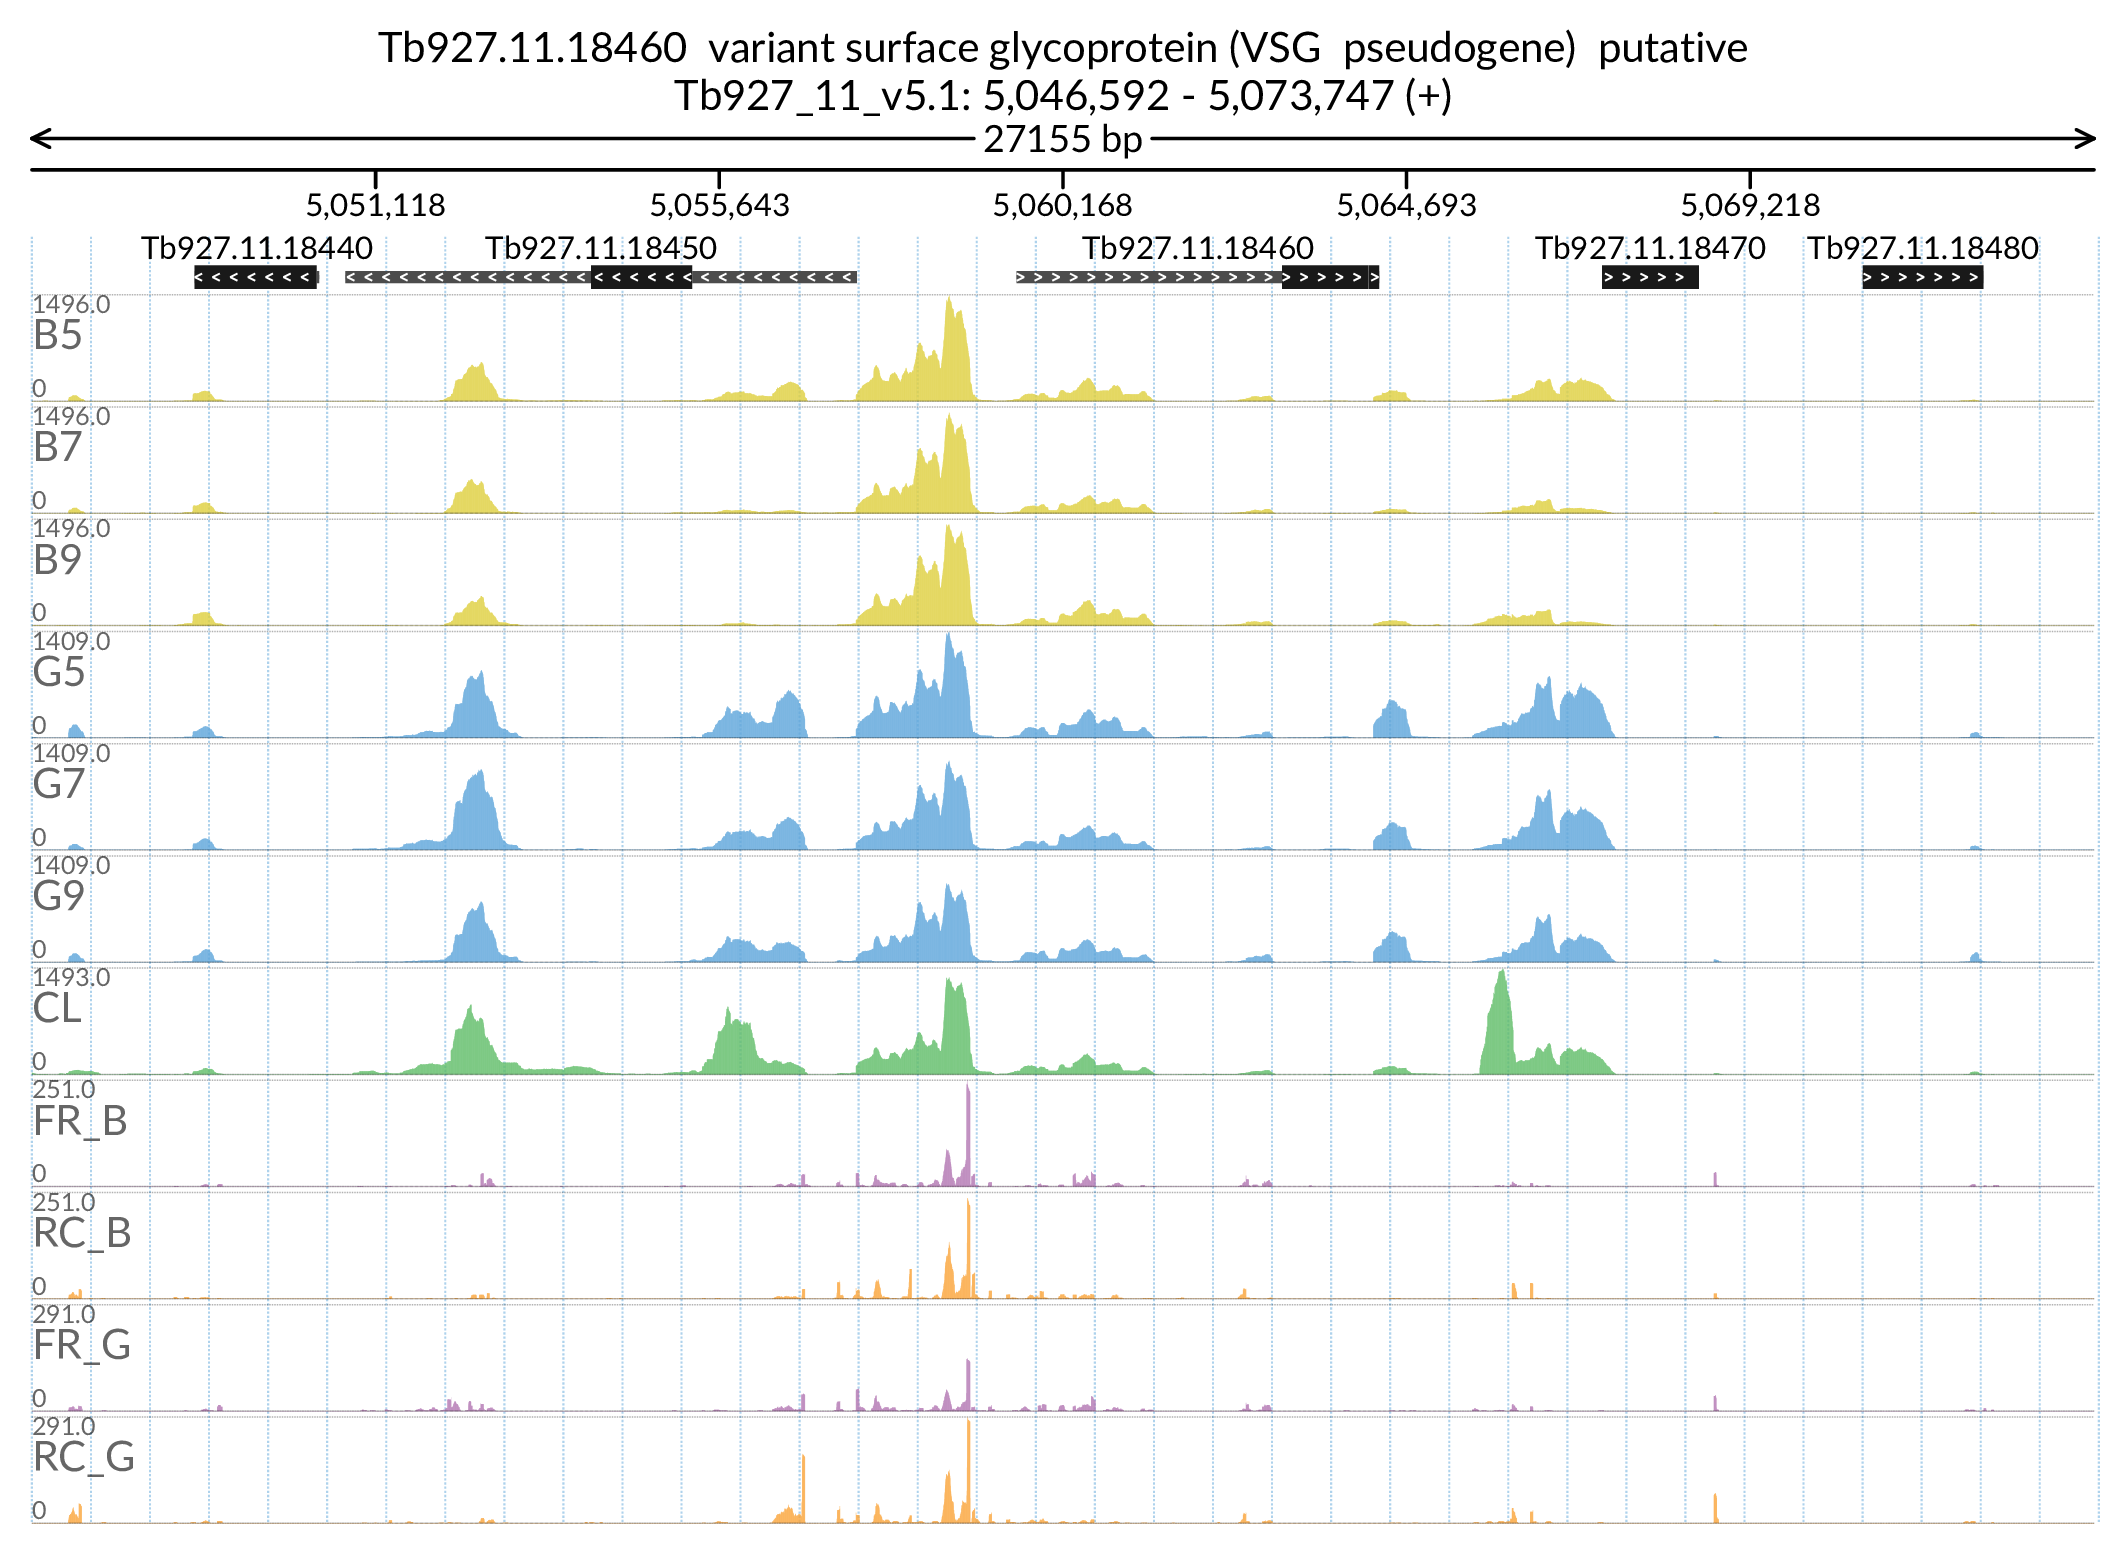 Tb927.11.18460 variant surface glycoprotein (VSG pseudogene) putative
Tb927_11_v5.1: 5,046,592 - 5,073,747 (+)
27155 bp
5,051,118 5,055,643 5,060,168 5,064,693 5,069,218
Tb927.11.18440 Tb927.11.18450 Tb927.11.18460 Tb927.11.18470 Tb927.11.18480
1496.0
B5
0
1496.0
B7
0
1496.0
B9
0
1409.0
G5
0
1409.0
G7
0
1409.0
G9
0
1493.0
CL
0
251.0
FR_B
0
251.0
RC_B
0
291.0
FR_G
0
291.0
RC_G
0